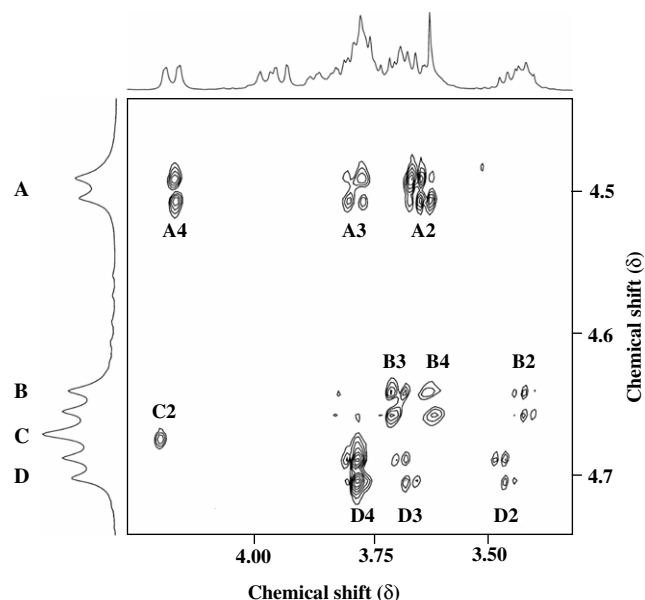 A
4.5
A4
A3
A2
Chemical shift (δ)
4.6
B3
B4
B2
B
C2
C
D
4.7
D4
D3
D2
4.00
3.75
3.50
Chemical shift (δ)